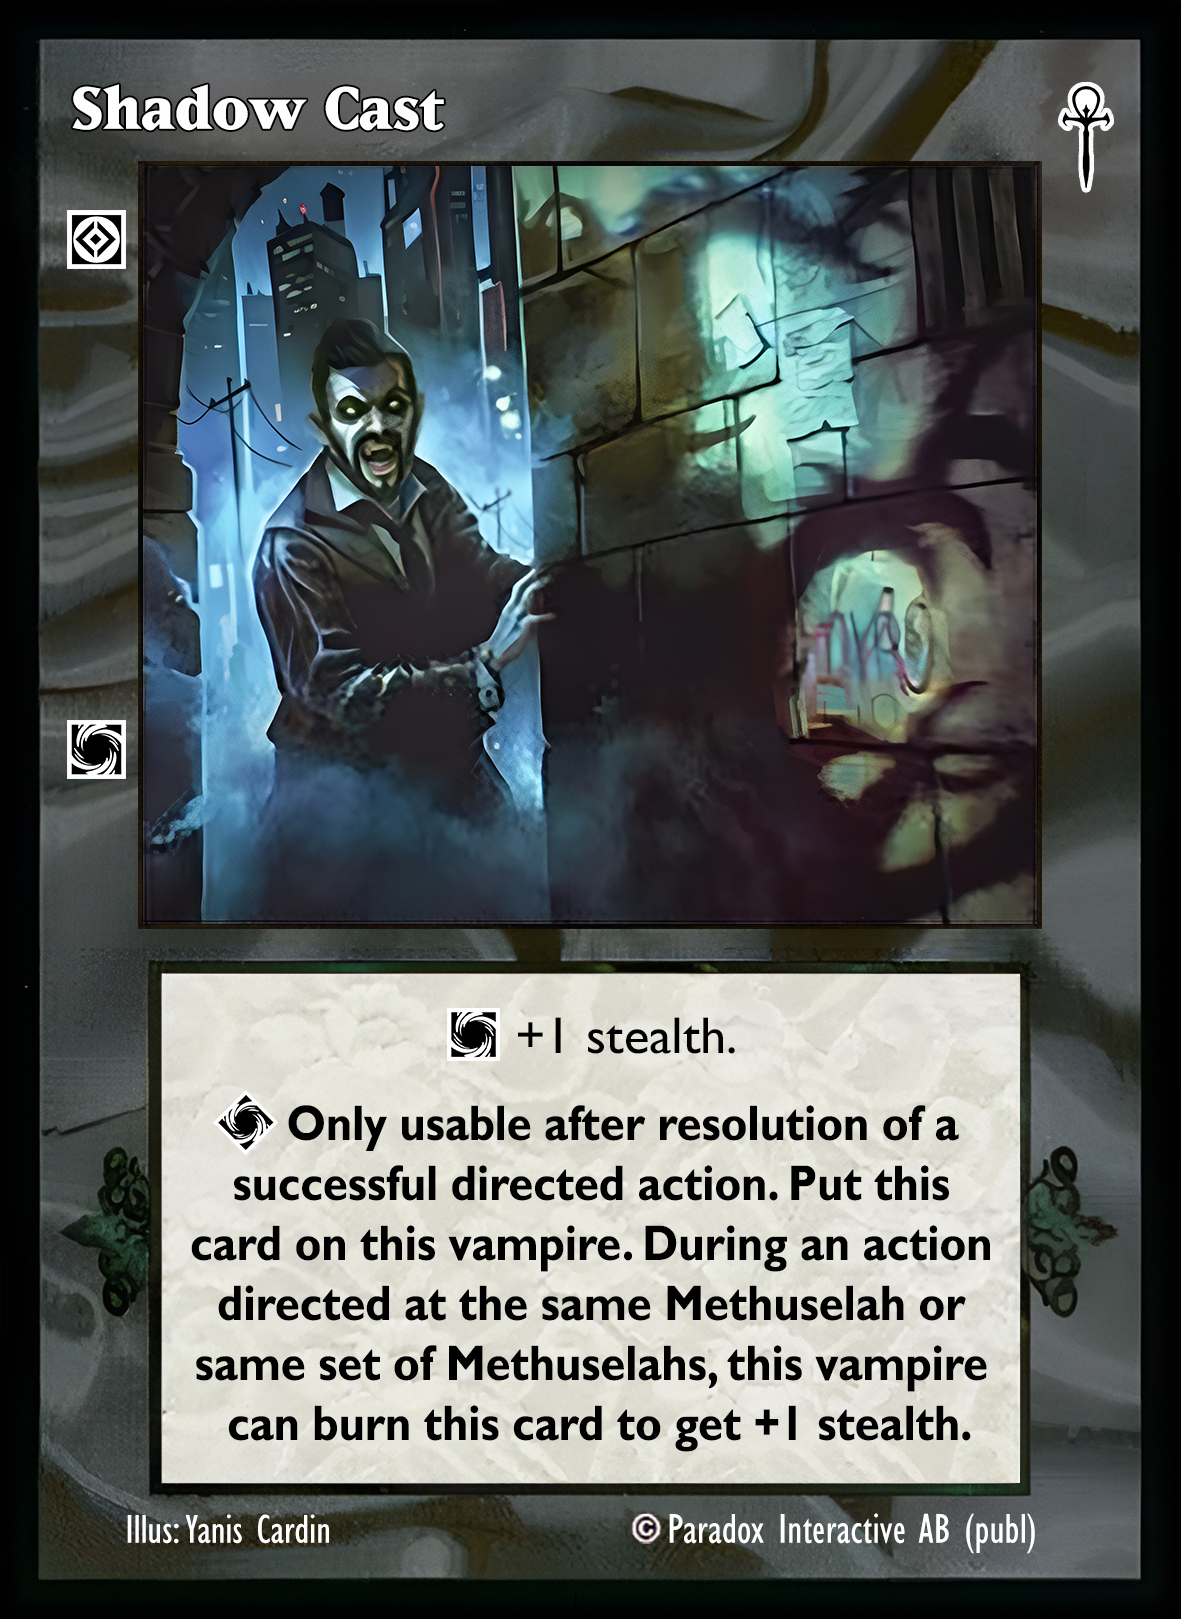 Shadow Cast
+1 stealth.
Only usable after resolution of a
successful directed action. Put this
card on this vampire. During an action
directed at the same Methuselah or
same set of Methuselahs, this vampire
can burn this card to get +1 stealth.
Illus: Yanis Cardin
© Paradox Interactive AB (publ)